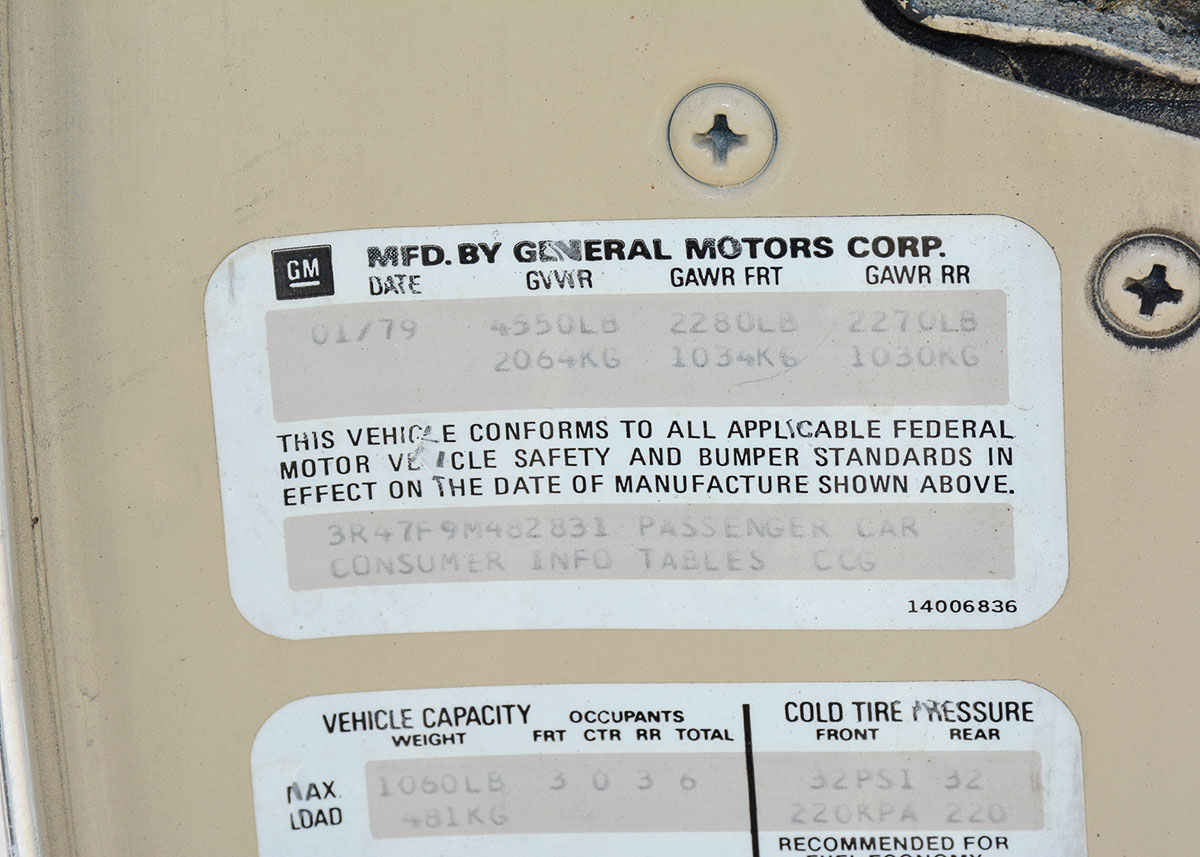 GM MFD. BY GENERAL MOTORS CORP.
DATE GVWR GAWR FRT GAWR RR
01/79 4550LB 2280LB 2270LB
2064KG 1034KG 1030KG
THIS VEHICLE CONFORMS TO ALL APPLICABLE FEDERAL
MOTOR VEHICLE SAFETY AND BUMPER STANDARDS IN
EFFECT ON THE DATE OF MANUFACTURE SHOWN ABOVE.
3R47F9M482831 PASSENGER CAR
CONSUMER INFO TABLES CCG
14006836
VEHICLE CAPACITY OCCUPANTS COLD TIRE PRESSURE
WEIGHT FRT CTR RR TOTAL FRONT REAR
MAX. 1060LB 3 0 3 6 32PSI 32
LOAD 481KG 220KPA 220
RECOMMENDED FOR
FUEL ECONOMY